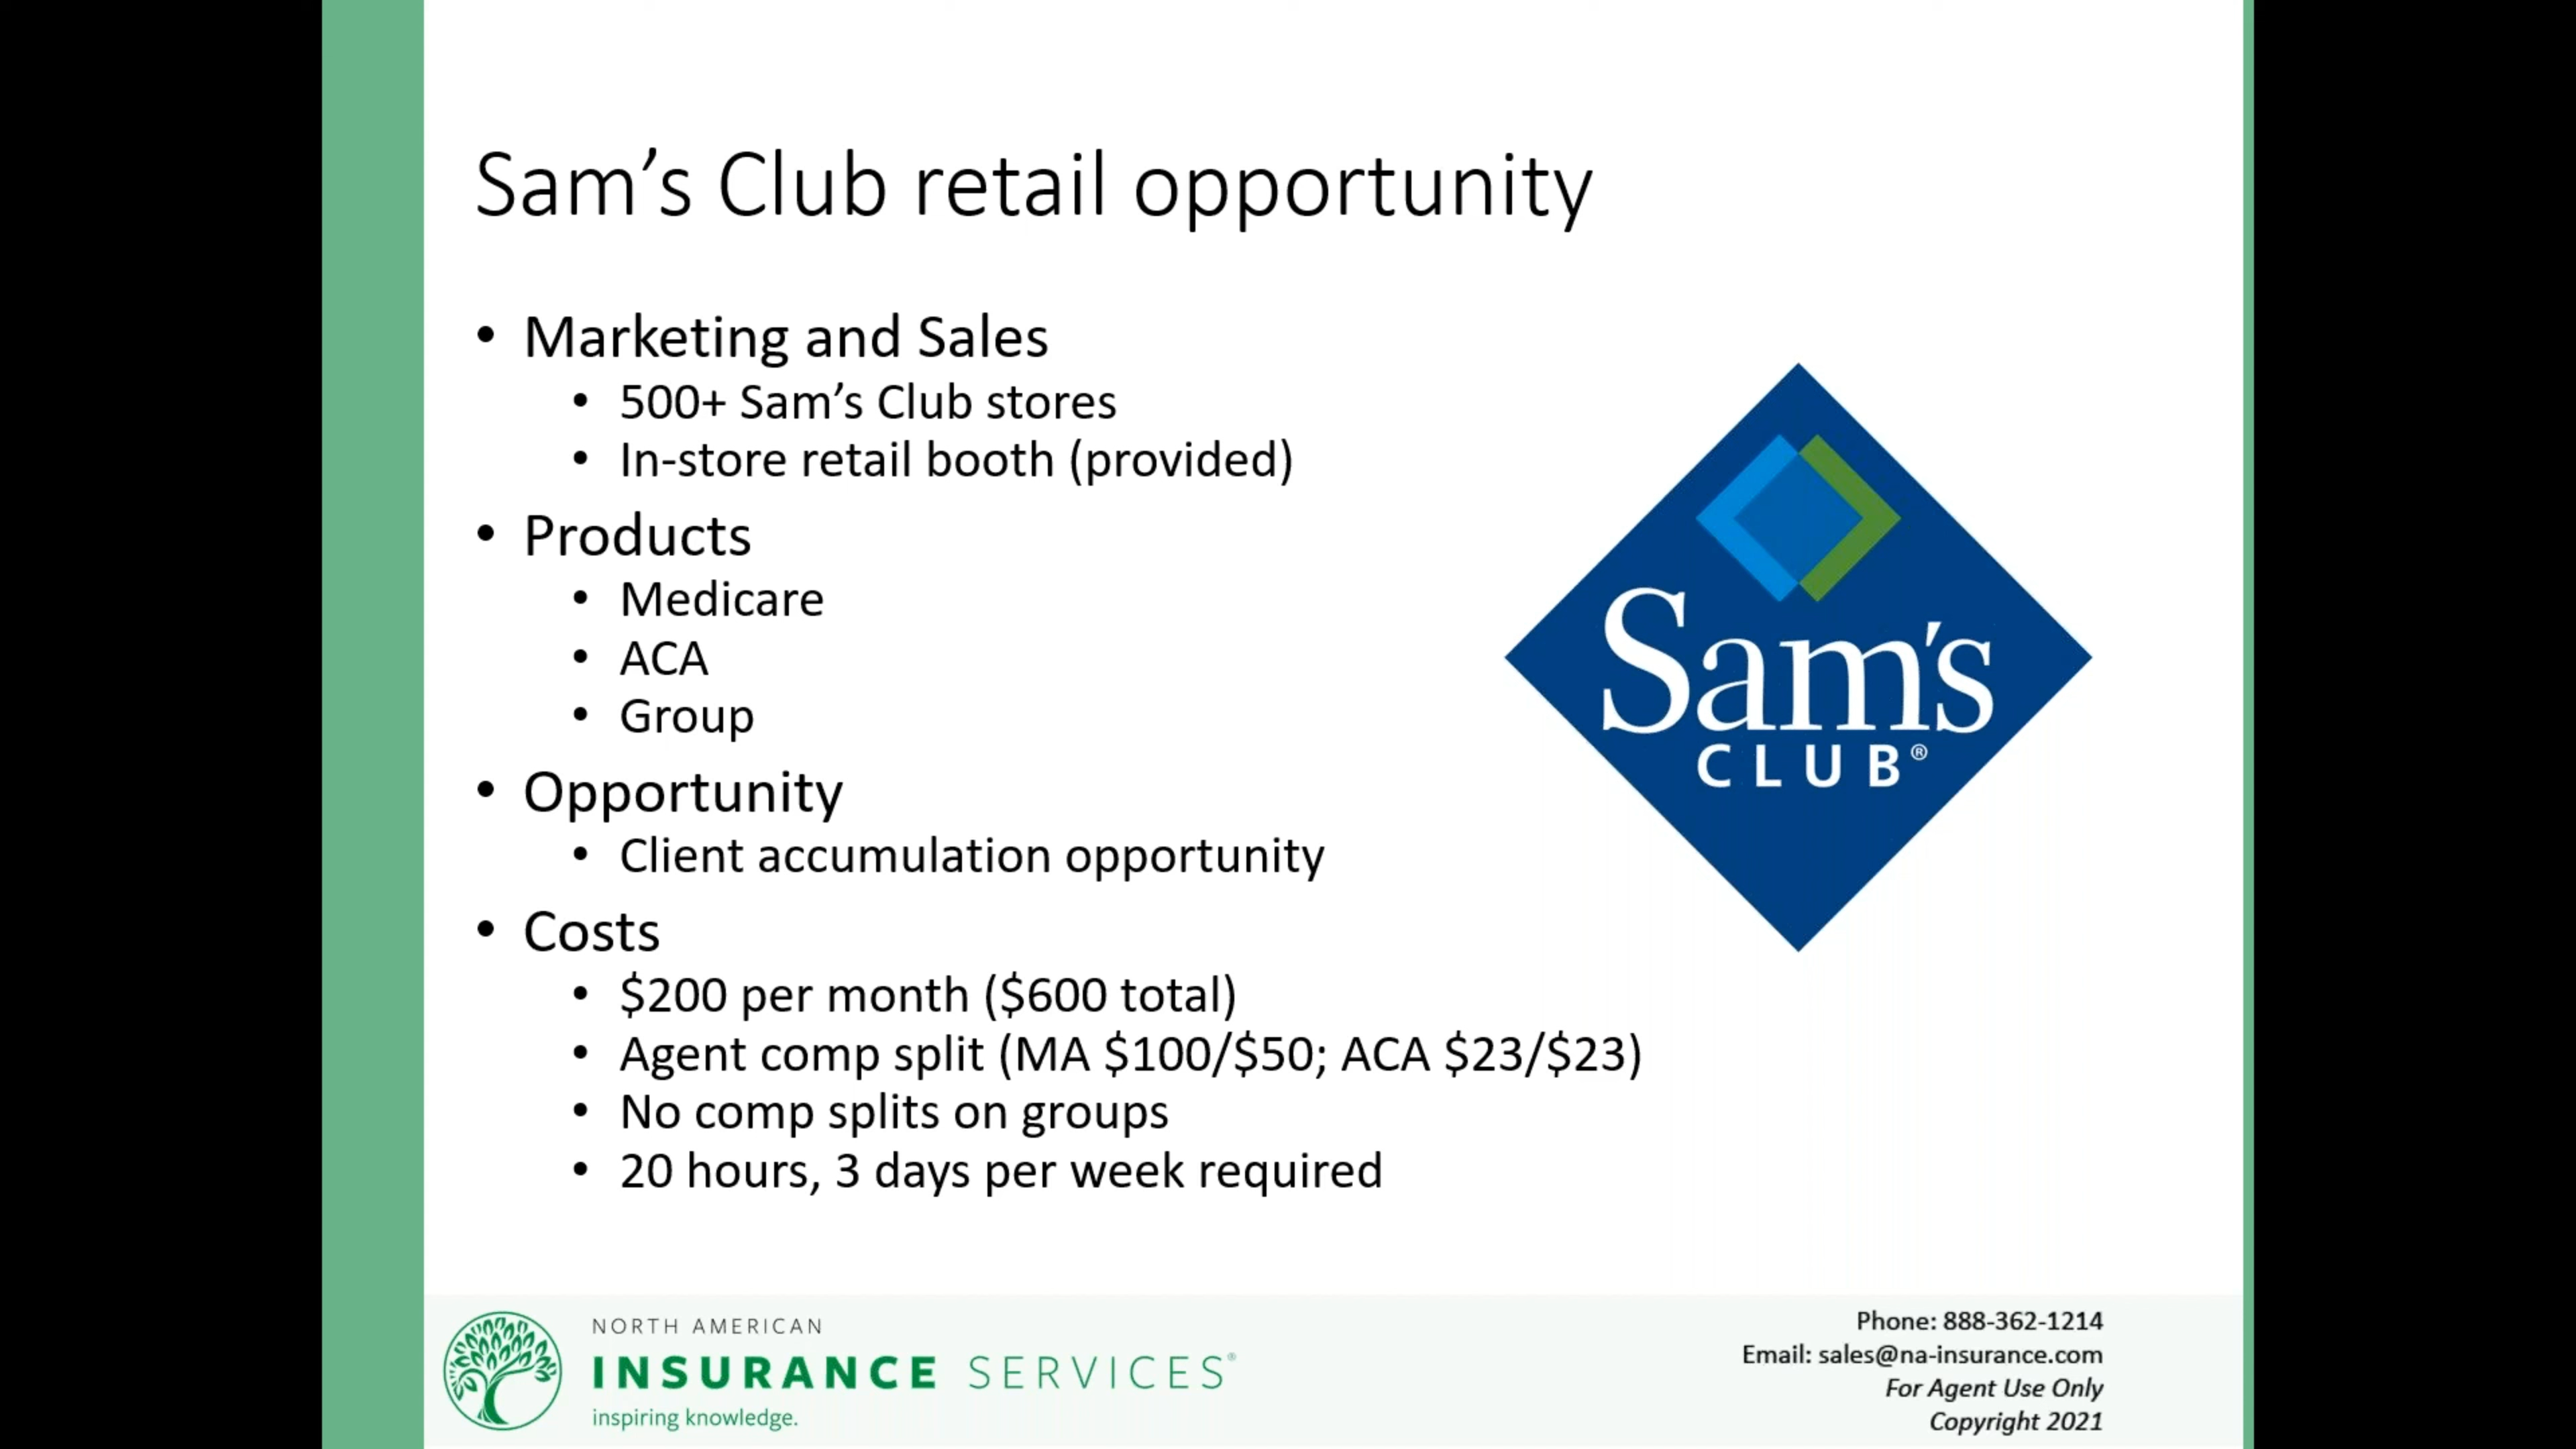 Sam’s Club retail opportunity
• Marketing and Sales
• 500+ Sam’s Club stores
• In-store retail booth (provided)
• Products
• Medicare
• ACA
• Group
• Opportunity
• Client accumulation opportunity
• Costs
• $200 per month ($600 total)
• Agent comp split (MA $100/$50; ACA $23/$23)
• No comp splits on groups
• 20 hours, 3 days per week required
Sam’s
CLUB®
NORTH AMERICAN
INSURANCE SERVICES®
inspiring knowledge.
Phone: 888-362-1214
Email: sales@na-insurance.com
For Agent Use Only
Copyright 2021